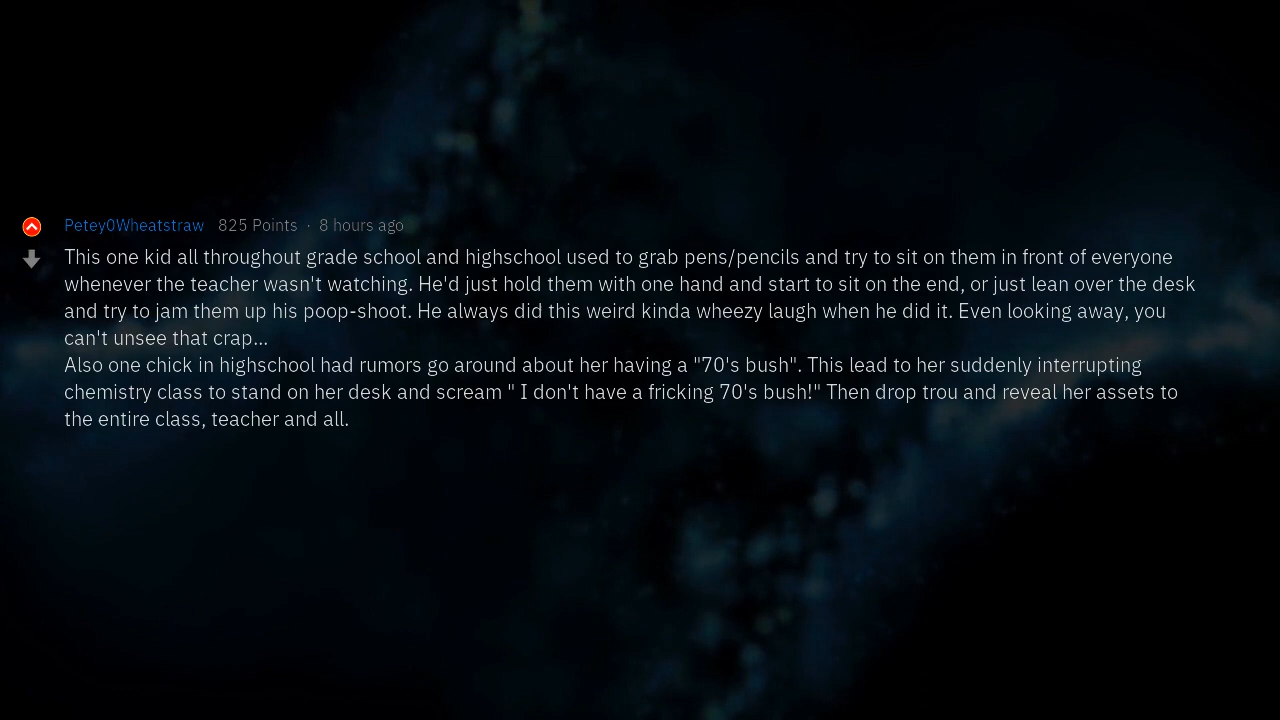 Petey0Wheatstraw 825 Points · 8 hours ago
This one kid all throughout grade school and highschool used to grab pens/pencils and try to sit on them in front of everyone
whenever the teacher wasn't watching. He'd just hold them with one hand and start to sit on the end, or just lean over the desk
and try to jam them up his poop-shoot. He always did this weird kinda wheezy laugh when he did it. Even looking away, you
can't unsee that crap...
Also one chick in highschool had rumors go around about her having a "70's bush". This lead to her suddenly interrupting
chemistry class to stand on her desk and scream " I don't have a fricking 70's bush!" Then drop trou and reveal her assets to
the entire class, teacher and all.